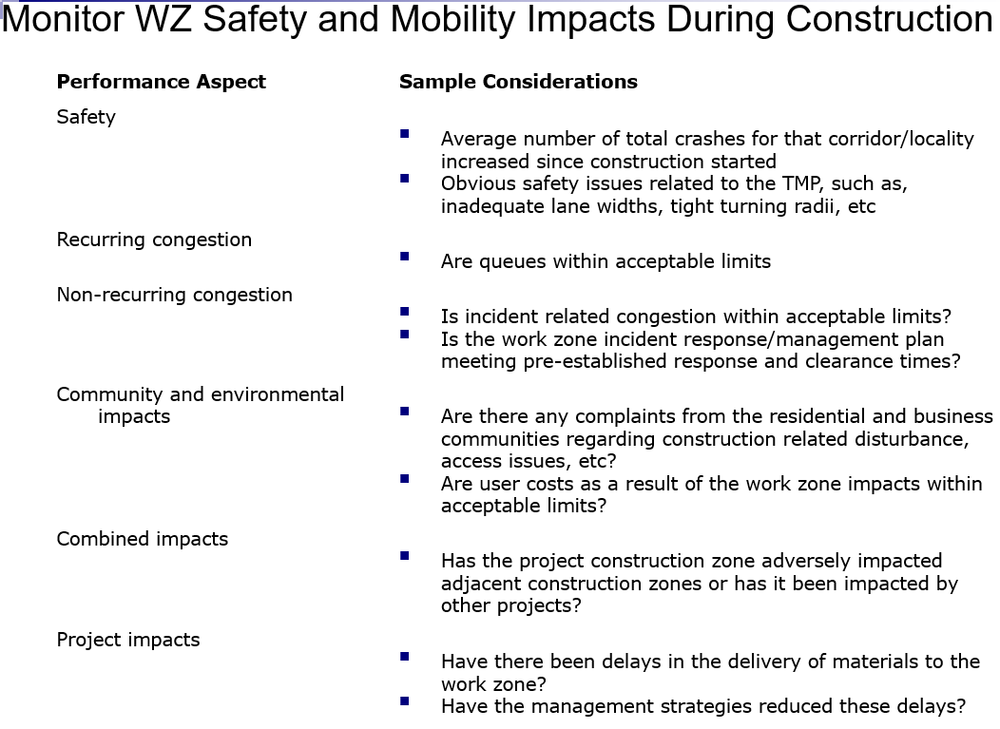 Monitor WZ Safety and Mobility Impacts During Construction
Performance Aspect
Sample Considerations
Safety
Average number of total crashes for that corridor/locality
increased since construction started
Obvious safety issues related to the TMP, such as,
inadequate lane widths, tight turning radii, etc
Recurring congestion
Are queues within acceptable limits
Non-recurring congestion
Is incident related congestion within acceptable limits?
Is the work zone incident response/management plan
meeting pre-established response and clearance times?
Community and environmental
impacts
Are there any complaints from the residential and business
communities regarding construction related disturbance,
access issues, etc?
Are user costs as a result of the work zone impacts within
acceptable limits?
Combined impacts
Has the project construction zone adversely impacted
adjacent construction zones or has it been impacted by
other projects?
Project impacts
Have there been delays in the delivery of materials to the
work zone?
Have the management strategies reduced these delays?